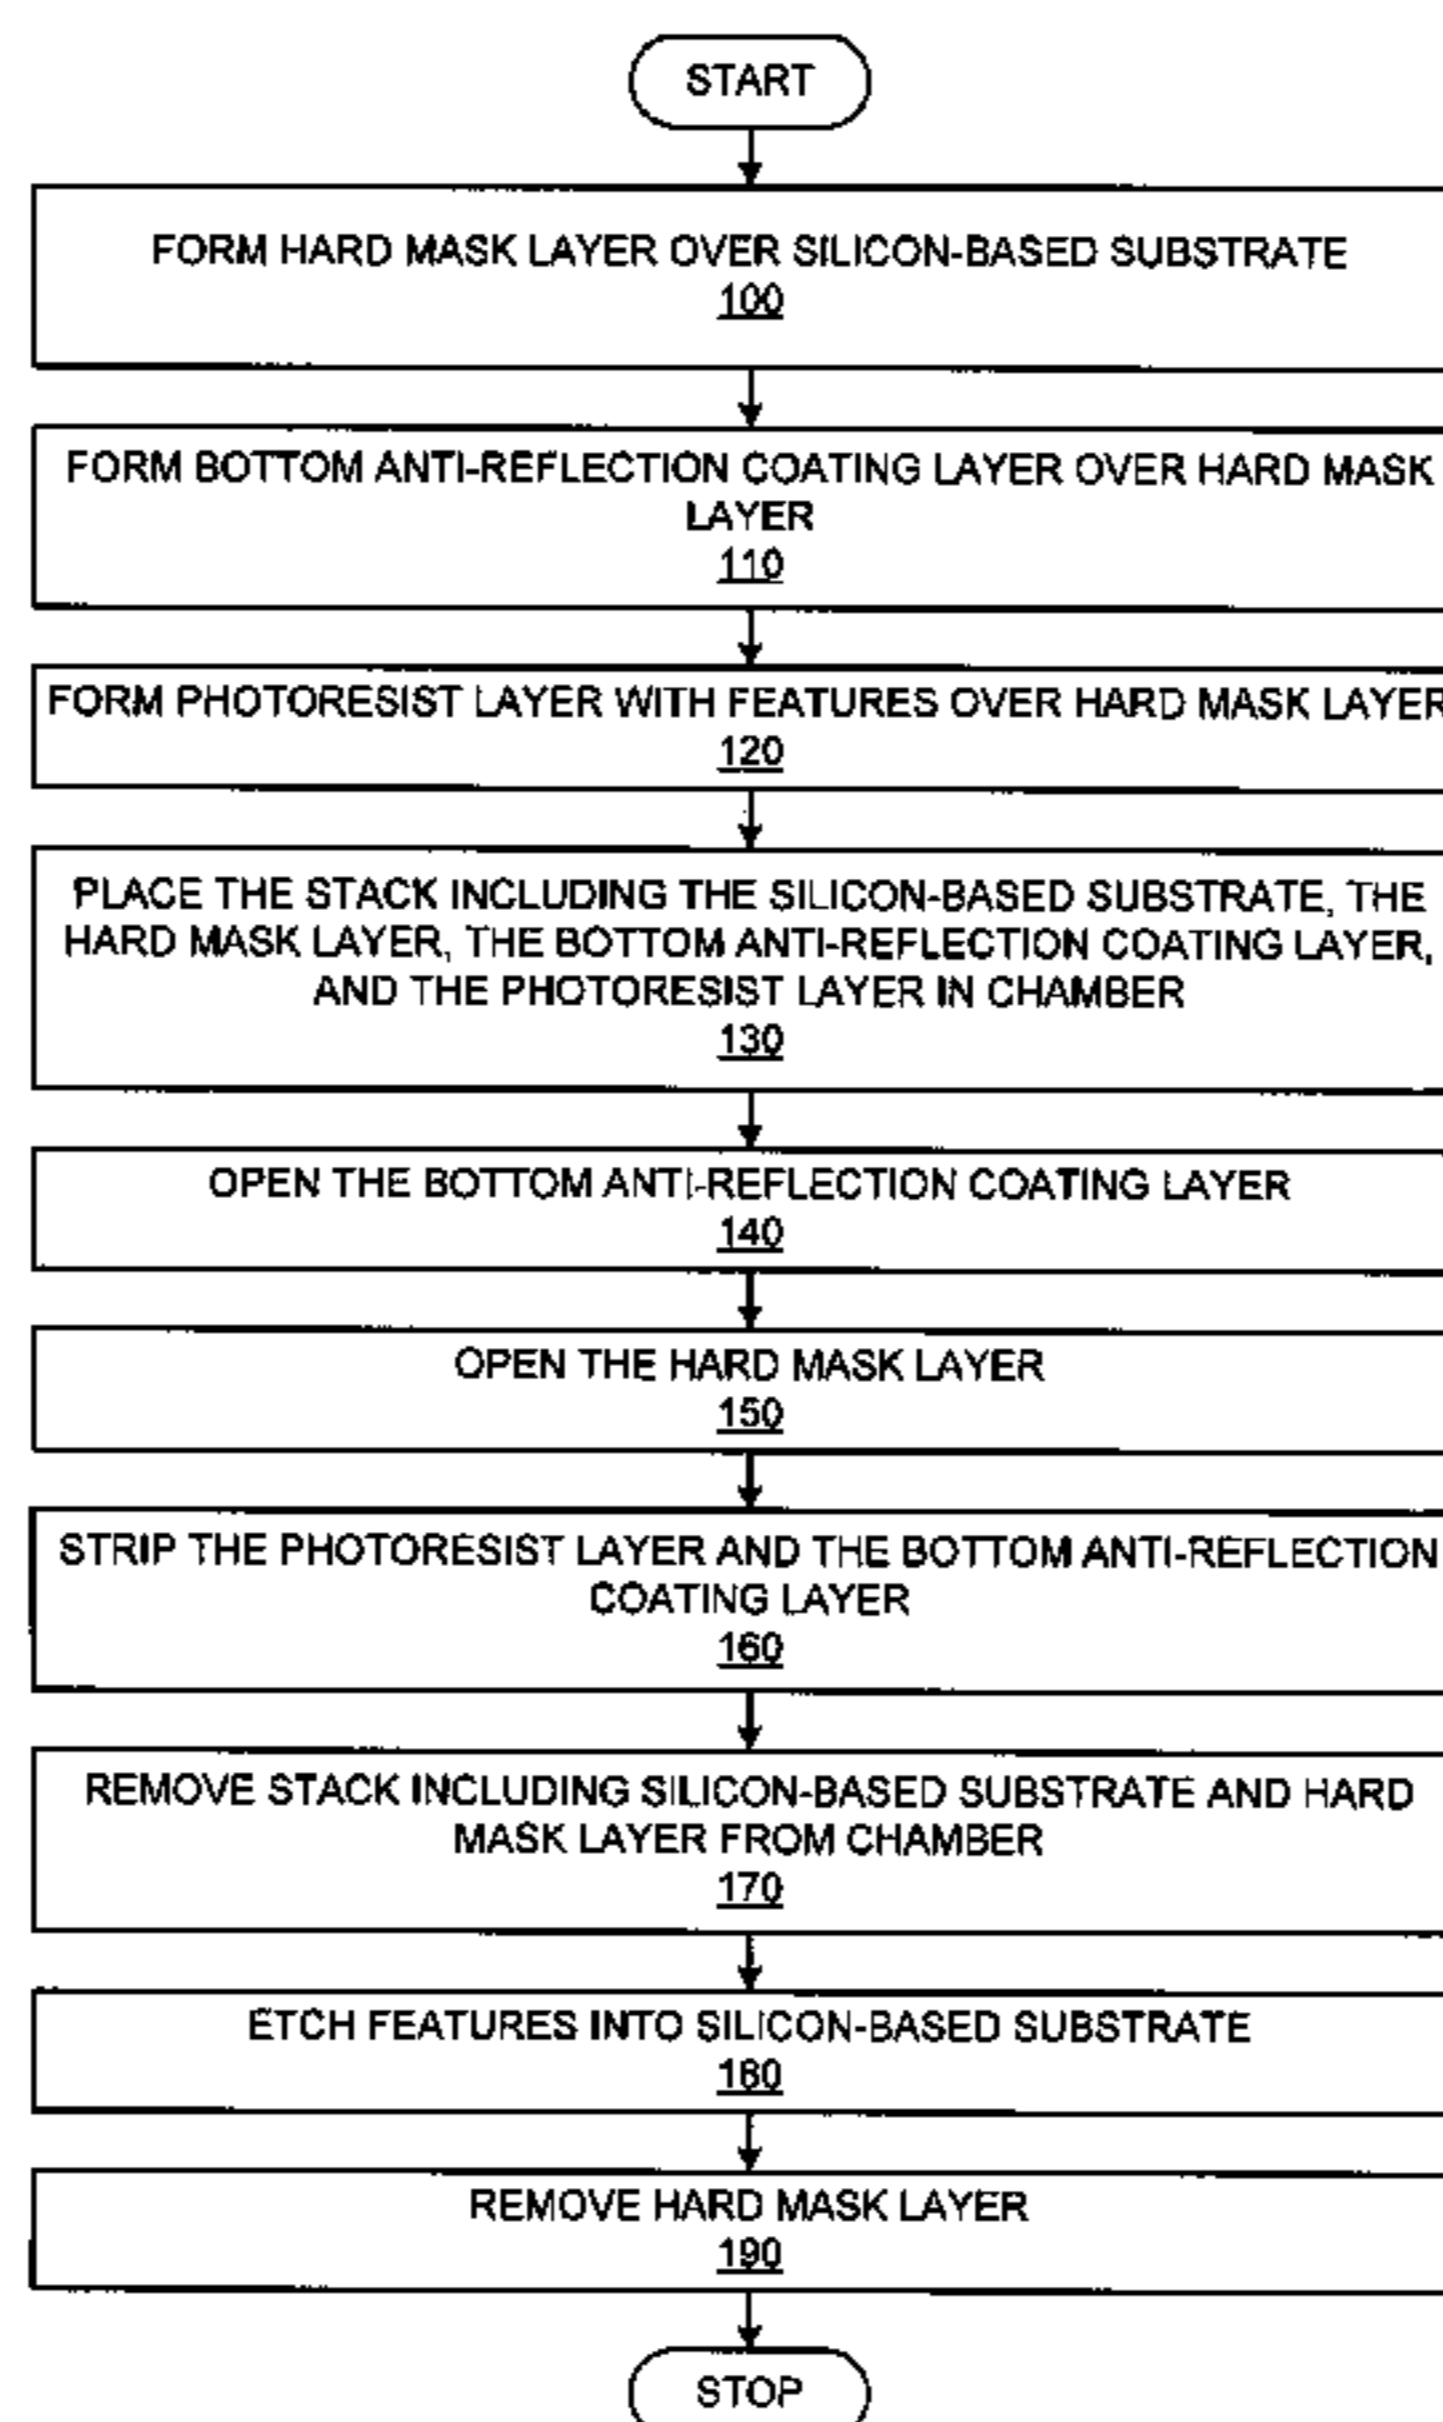 START
FORM HARD MASK LAYER OVER SILICON-BASED SUBSTRATE
100
FORM BOTTOM ANTI-REFLECTION COATING LAYER OVER HARD MASK
LAYER
110
FORM PHOTORESIST LAYER WITH FEATURES OVER HARD MASK LAYER
120
PLACE THE STACK INCLUDING THE SILICON-BASED SUBSTRATE, THE
HARD MASK LAYER, THE BOTTOM ANTI-REFLECTION COATING LAYER,
AND THE PHOTORESIST LAYER IN CHAMBER
130
OPEN THE BOTTOM ANTI-REFLECTION COATING LAYER
140
OPEN THE HARD MASK LAYER
150
STRIP THE PHOTORESIST LAYER AND THE BOTTOM ANTI-REFLECTION
COATING LAYER
160
REMOVE STACK INCLUDING SILICON-BASED SUBSTRATE AND HARD
MASK LAYER FROM CHAMBER
170
ETCH FEATURES INTO SILICON-BASED SUBSTRATE
180
REMOVE HARD MASK LAYER
190
STOP